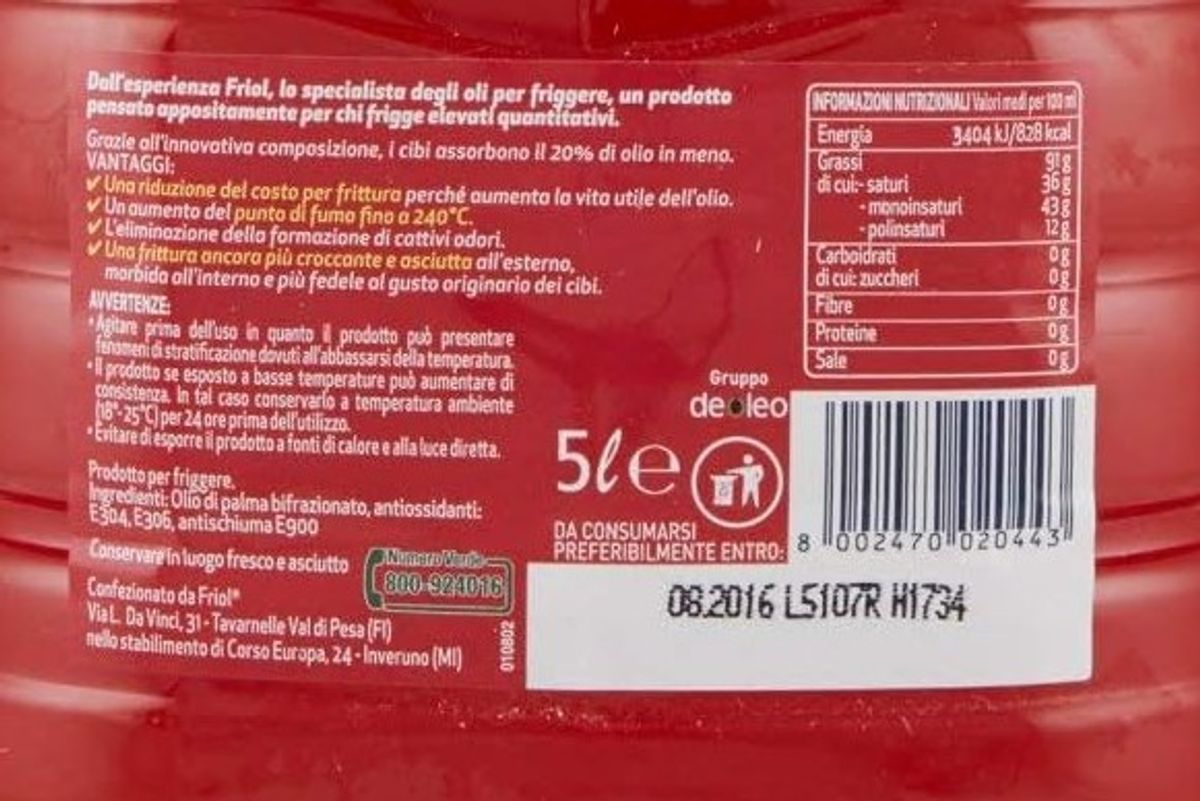 Dall'esperienza Friol, lo specialista degli oli per friggere, un prodotto
pensato appositamente per chi frigge elevati quantitativi.
Grazie all'innovativa composizione, i cibi assorbono il 20% di olio in meno.
VANTAGGI:
✔ Una riduzione del costo per frittura perché aumenta la vita utile dell'olio.
✔ Un aumento del punto di fumo fino a 240°C.
✔ L'eliminazione della formazione di cattivi odori.
✔ Una frittura ancora più croccante e asciutta all'esterno,
morbida all'interno e più fedele al gusto originario dei cibi.
AVVERTENZE:
• Agitare prima dell'uso in quanto il prodotto può presentare
fenomeni di stratificazione dovuti all'abbassarsi della temperatura.
• Il prodotto se esposto a basse temperature può aumentare di
consistenza. In tal caso conservarlo a temperatura ambiente
(18°-25°C) per 24 ore prima dell'utilizzo.
• Evitare di esporre il prodotto a fonti di calore e alla luce diretta.
Prodotto per friggere.
Ingredienti: Olio di palma bifrazionato, antiossidanti:
E304, E306, antischiuma E900
Conservare in luogo fresco e asciutto
Numero Verde
800-924016
Confezionato da Friol*
Via L. Da Vinci, 31 - Tavarnelle Val di Pesa (FI)
nello stabilimento di Corso Europa, 24 - Inveruno (MI)
010802
INFORMAZIONI NUTRIZIONALI Valori medi per 100 ml
Energia 3404 kJ/828 kcal
Grassi 91 g
di cui:- saturi 36 g
- monoinsaturi 43 g
- polinsaturi 12 g
Carboidrati 0 g
di cui: zuccheri 0 g
Fibre 0 g
Proteine 0 g
Sale 0 g
Gruppo
deoleo
5ℓ e
DA CONSUMARSI
PREFERIBILMENTE ENTRO:
8 002470 020443
08.2016 L5107R H1734